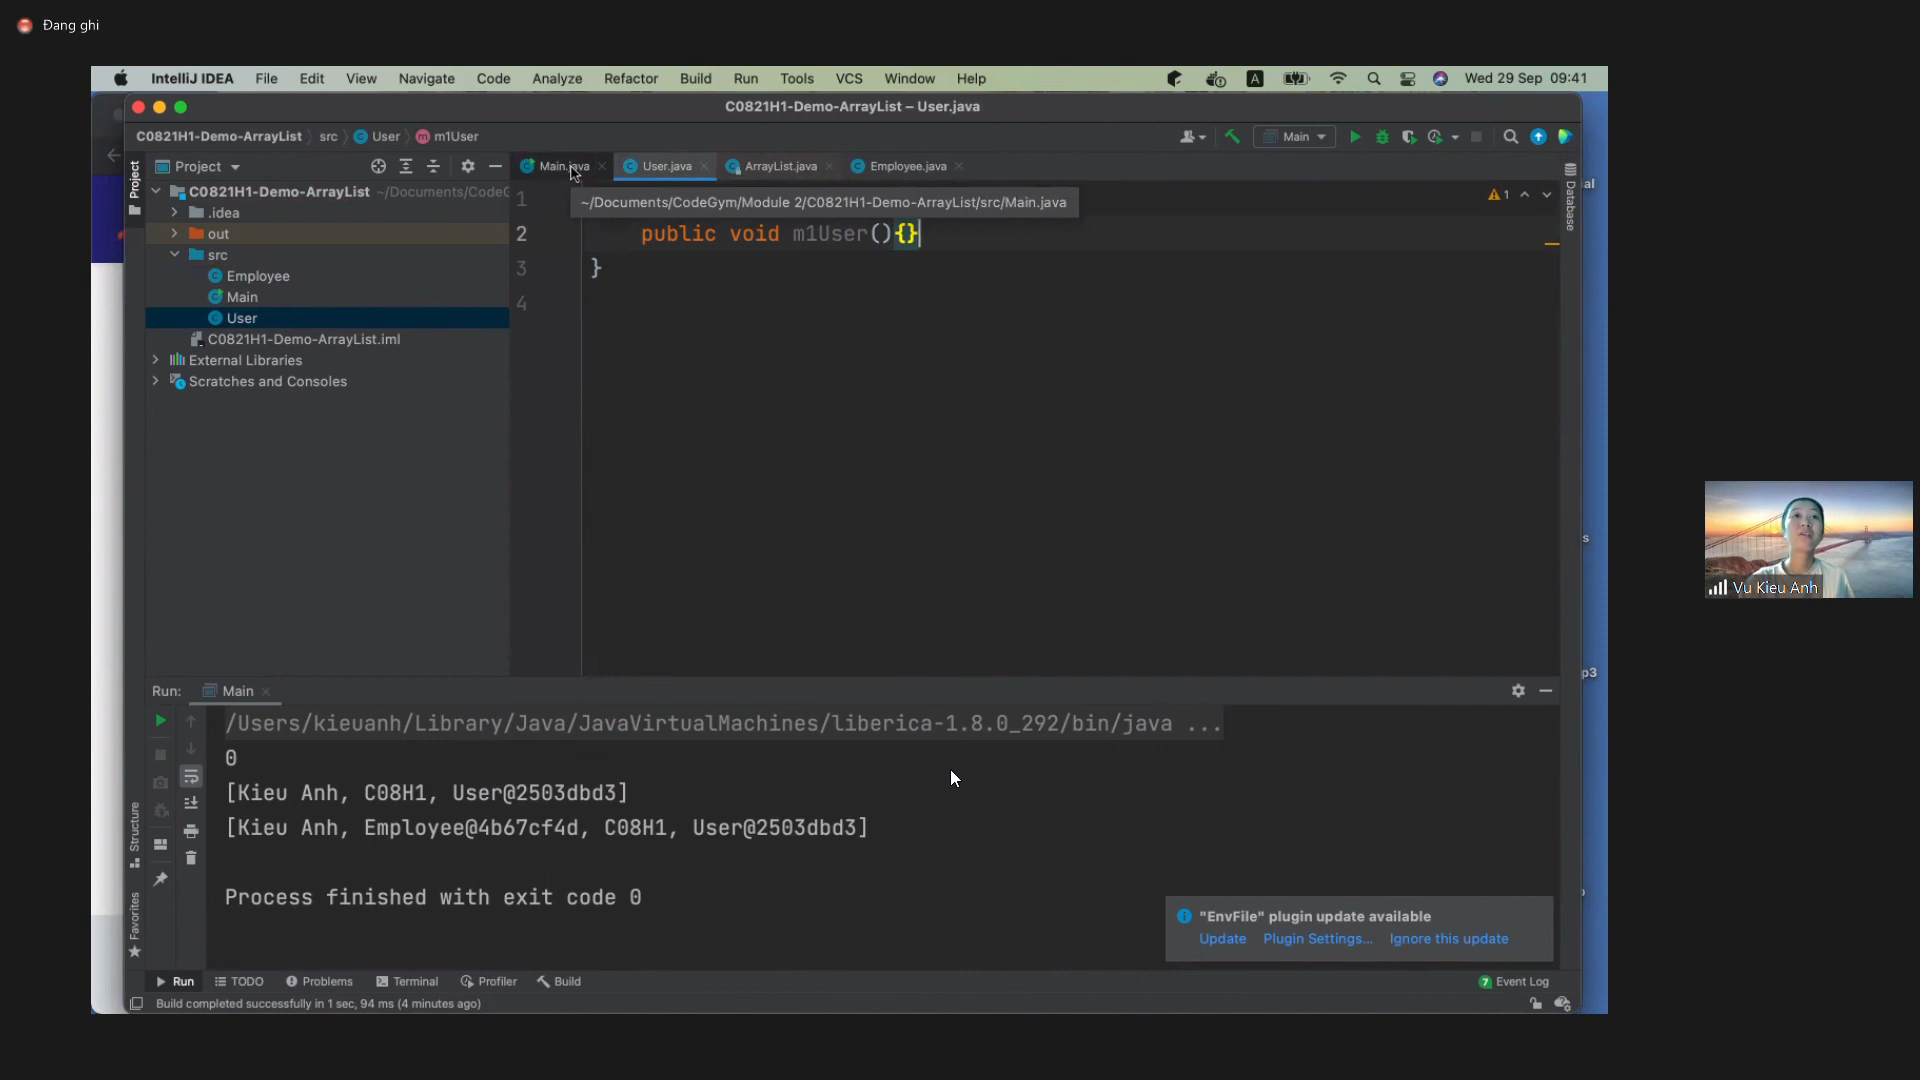 Đang ghi
IntelliJ IDEA File Edit View Navigate Code Analyze Refactor Build Run Tools VCS Window Help A Wed 29 Sep 09:41
C0821H1-Demo-ArrayList – User.java
C0821H1-Demo-ArrayList src User m1User Main
Project Project Main.java User.java ArrayList.java Employee.java
C0821H1-Demo-ArrayList ~/Documents/CodeG
.idea
out
src
Employee
Main
User
C0821H1-Demo-ArrayList.iml
External Libraries
Scratches and Consoles
1
~/Documents/CodeGym/Module 2/C0821H1-Demo-ArrayList/src/Main.java
1
2 public void m1User(){}
3 }
4
Database
al
s
p3
Vu Kieu Anh
Run: Main
/Users/kieuanh/Library/Java/JavaVirtualMachines/liberica-1.8.0_292/bin/java ...
0
[Kieu Anh, C08H1, User@2503dbd3]
[Kieu Anh, Employee@4b67cf4d, C08H1, User@2503dbd3]
Process finished with exit code 0
Structure
Favorites
"EnvFile" plugin update available
Update Plugin Settings... Ignore this update
Run TODO Problems Terminal Profiler Build 7 Event Log
Build completed successfully in 1 sec, 94 ms (4 minutes ago)